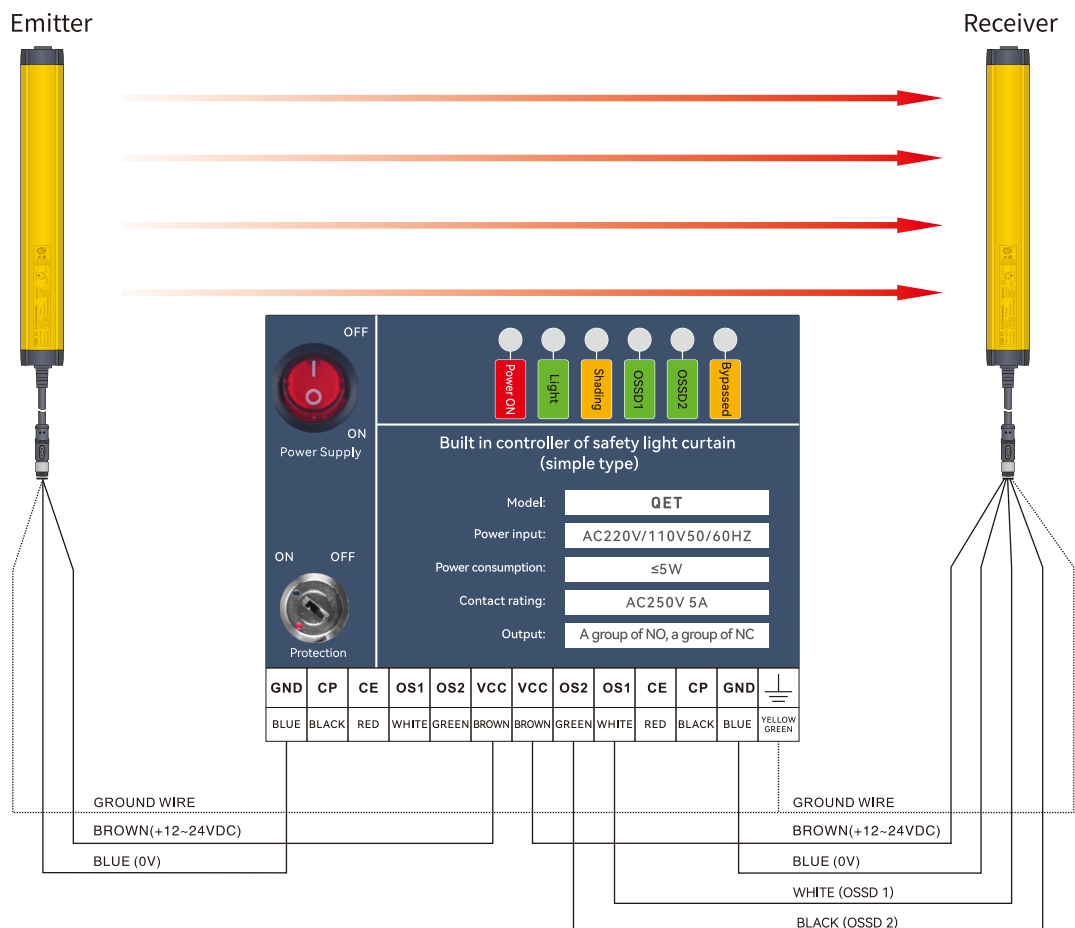 Emitter
Receiver
OFF
ON
Power Supply
Power ON
Light
Shading
OSSD1
OSSD2
Bypassed
Built in controller of safety light curtain
(simple type)
Model: QET
Power input: AC220V/110V50/60HZ
Power consumption: ≤5W
Contact rating: AC250V 5A
Output: A group of NO, a group of NC
ON OFF
Protection
GND CP CE OS1 OS2 VCC VCC OS2 OS1 CE CP GND
BLUE BLACK RED WHITE GREEN BROWN BROWN GREEN WHITE RED BLACK BLUE YELLOW
GREEN
GROUND WIRE GROUND WIRE
BROWN(+12~24VDC) BROWN(+12~24VDC)
BLUE (0V) BLUE (0V)
WHITE (OSSD 1)
BLACK (OSSD 2)